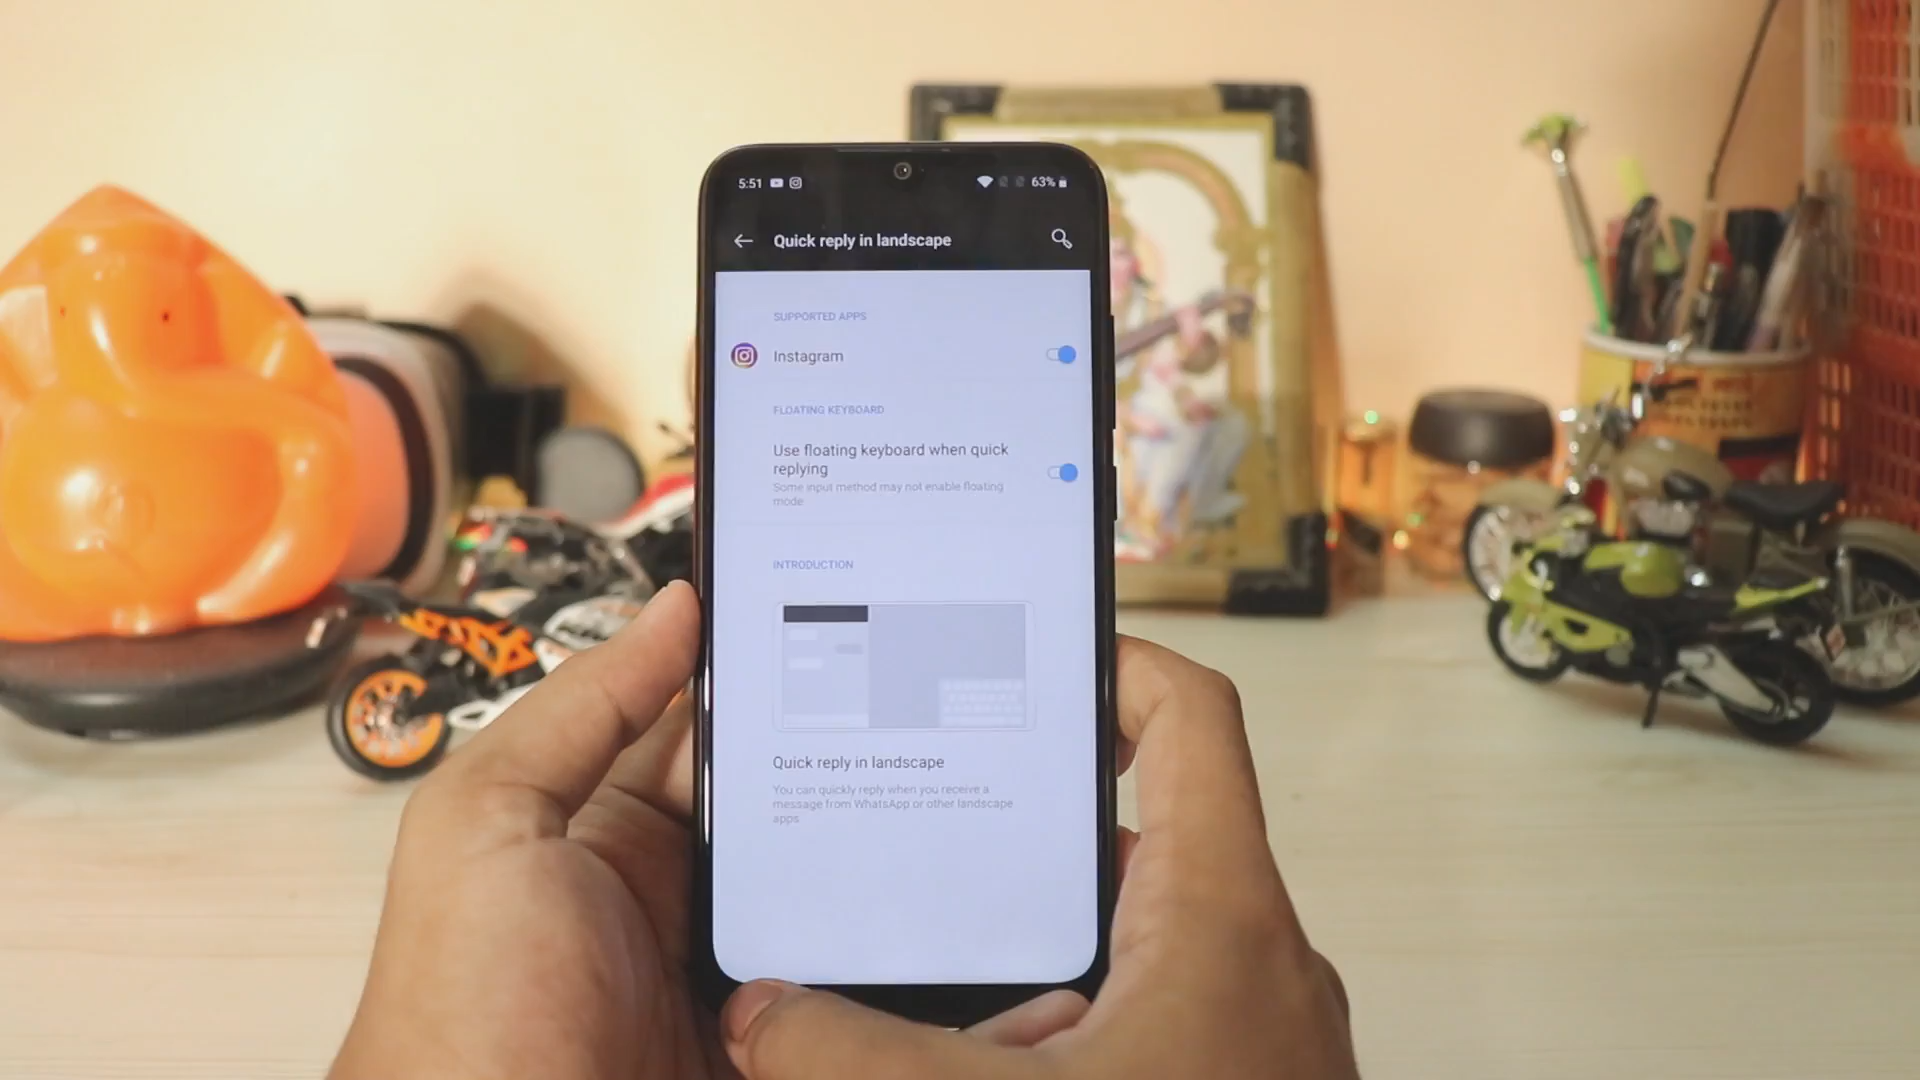 5:51
63%
Quick reply in landscape
SUPPORTED APPS
Instagram
FLOATING KEYBOARD
Use floating keyboard when quick
replying
Some input method may not enable floating
mode
INTRODUCTION
Quick reply in landscape
You can quickly reply when you receive a
message from WhatsApp or other landscape
apps